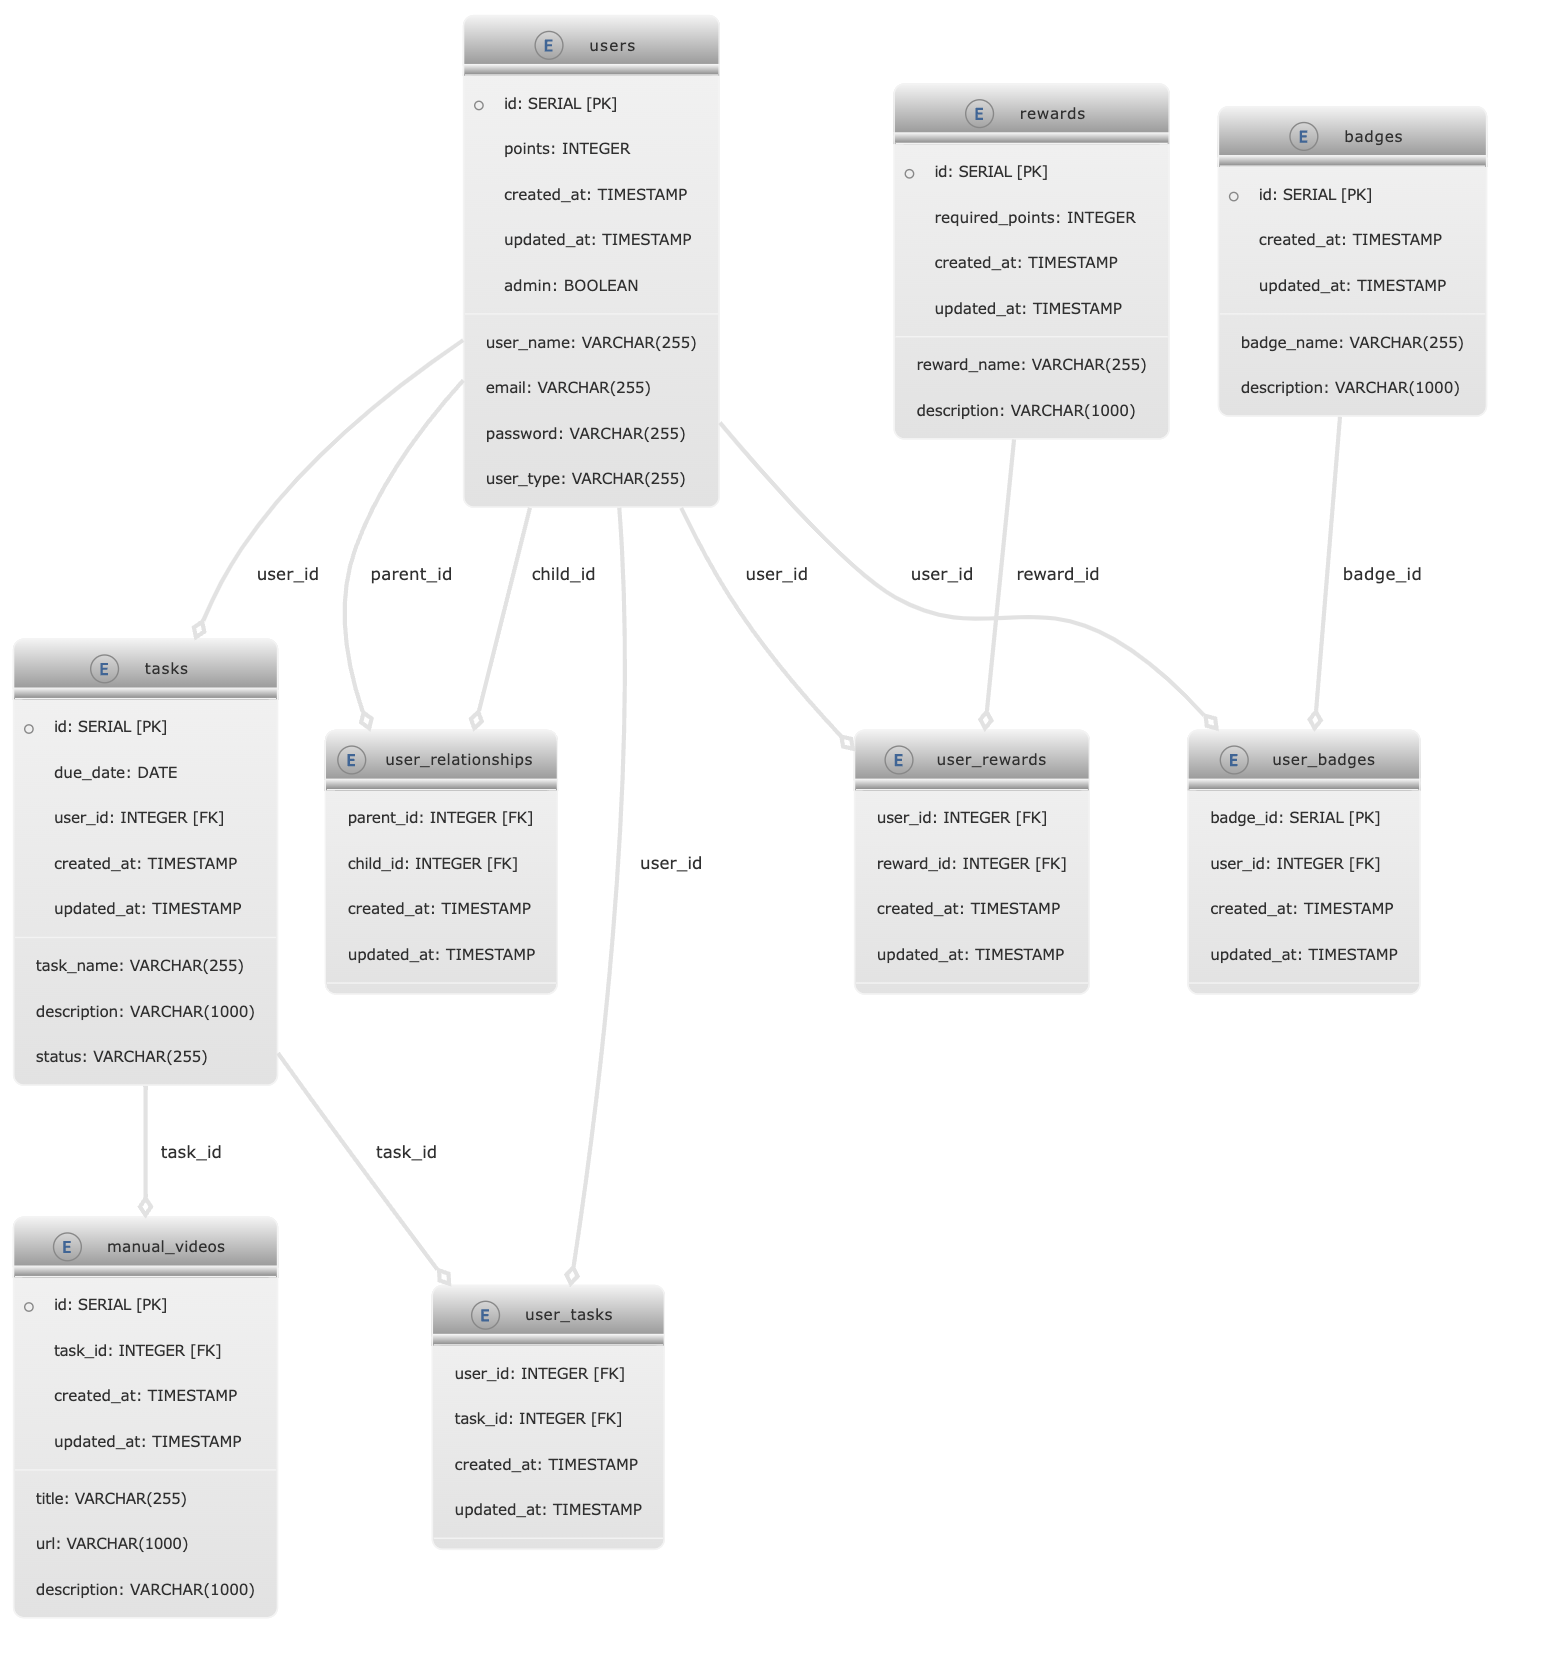 E users
id: SERIAL [PK]
points: INTEGER
created_at: TIMESTAMP
updated_at: TIMESTAMP
admin: BOOLEAN
user_name: VARCHAR(255)
email: VARCHAR(255)
password: VARCHAR(255)
user_type: VARCHAR(255)
E rewards
id: SERIAL [PK]
required_points: INTEGER
created_at: TIMESTAMP
updated_at: TIMESTAMP
reward_name: VARCHAR(255)
description: VARCHAR(1000)
E badges
id: SERIAL [PK]
created_at: TIMESTAMP
updated_at: TIMESTAMP
badge_name: VARCHAR(255)
description: VARCHAR(1000)
user_id
parent_id
child_id
user_id
user_id
reward_id
badge_id
E tasks
id: SERIAL [PK]
due_date: DATE
user_id: INTEGER [FK]
created_at: TIMESTAMP
updated_at: TIMESTAMP
task_name: VARCHAR(255)
description: VARCHAR(1000)
status: VARCHAR(255)
E user_relationships
parent_id: INTEGER [FK]
child_id: INTEGER [FK]
created_at: TIMESTAMP
updated_at: TIMESTAMP
user_id
E user_rewards
user_id: INTEGER [FK]
reward_id: INTEGER [FK]
created_at: TIMESTAMP
updated_at: TIMESTAMP
E user_badges
badge_id: SERIAL [PK]
user_id: INTEGER [FK]
created_at: TIMESTAMP
updated_at: TIMESTAMP
task_id
task_id
E manual_videos
id: SERIAL [PK]
task_id: INTEGER [FK]
created_at: TIMESTAMP
updated_at: TIMESTAMP
title: VARCHAR(255)
url: VARCHAR(1000)
description: VARCHAR(1000)
E user_tasks
user_id: INTEGER [FK]
task_id: INTEGER [FK]
created_at: TIMESTAMP
updated_at: TIMESTAMP